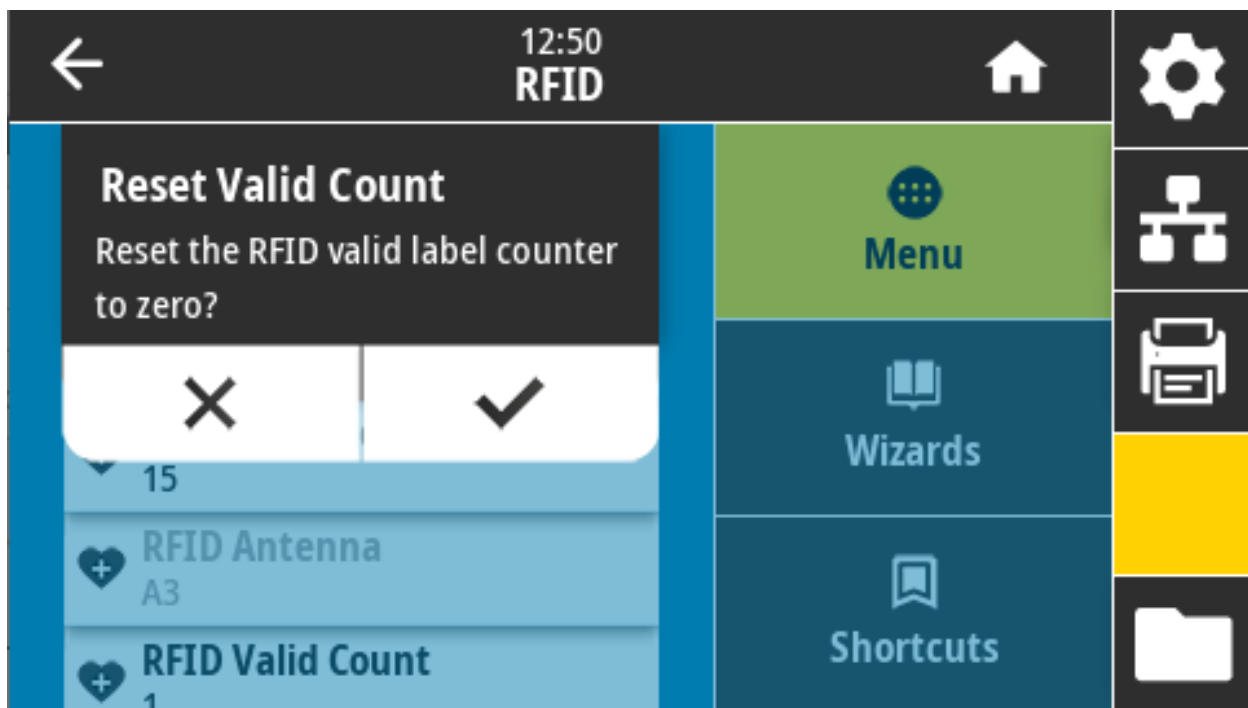 12:50
RFID
Reset Valid Count
Reset the RFID valid label counter
to zero?
15
RFID Antenna
A3
RFID Valid Count
1
Menu
Wizards
Shortcuts